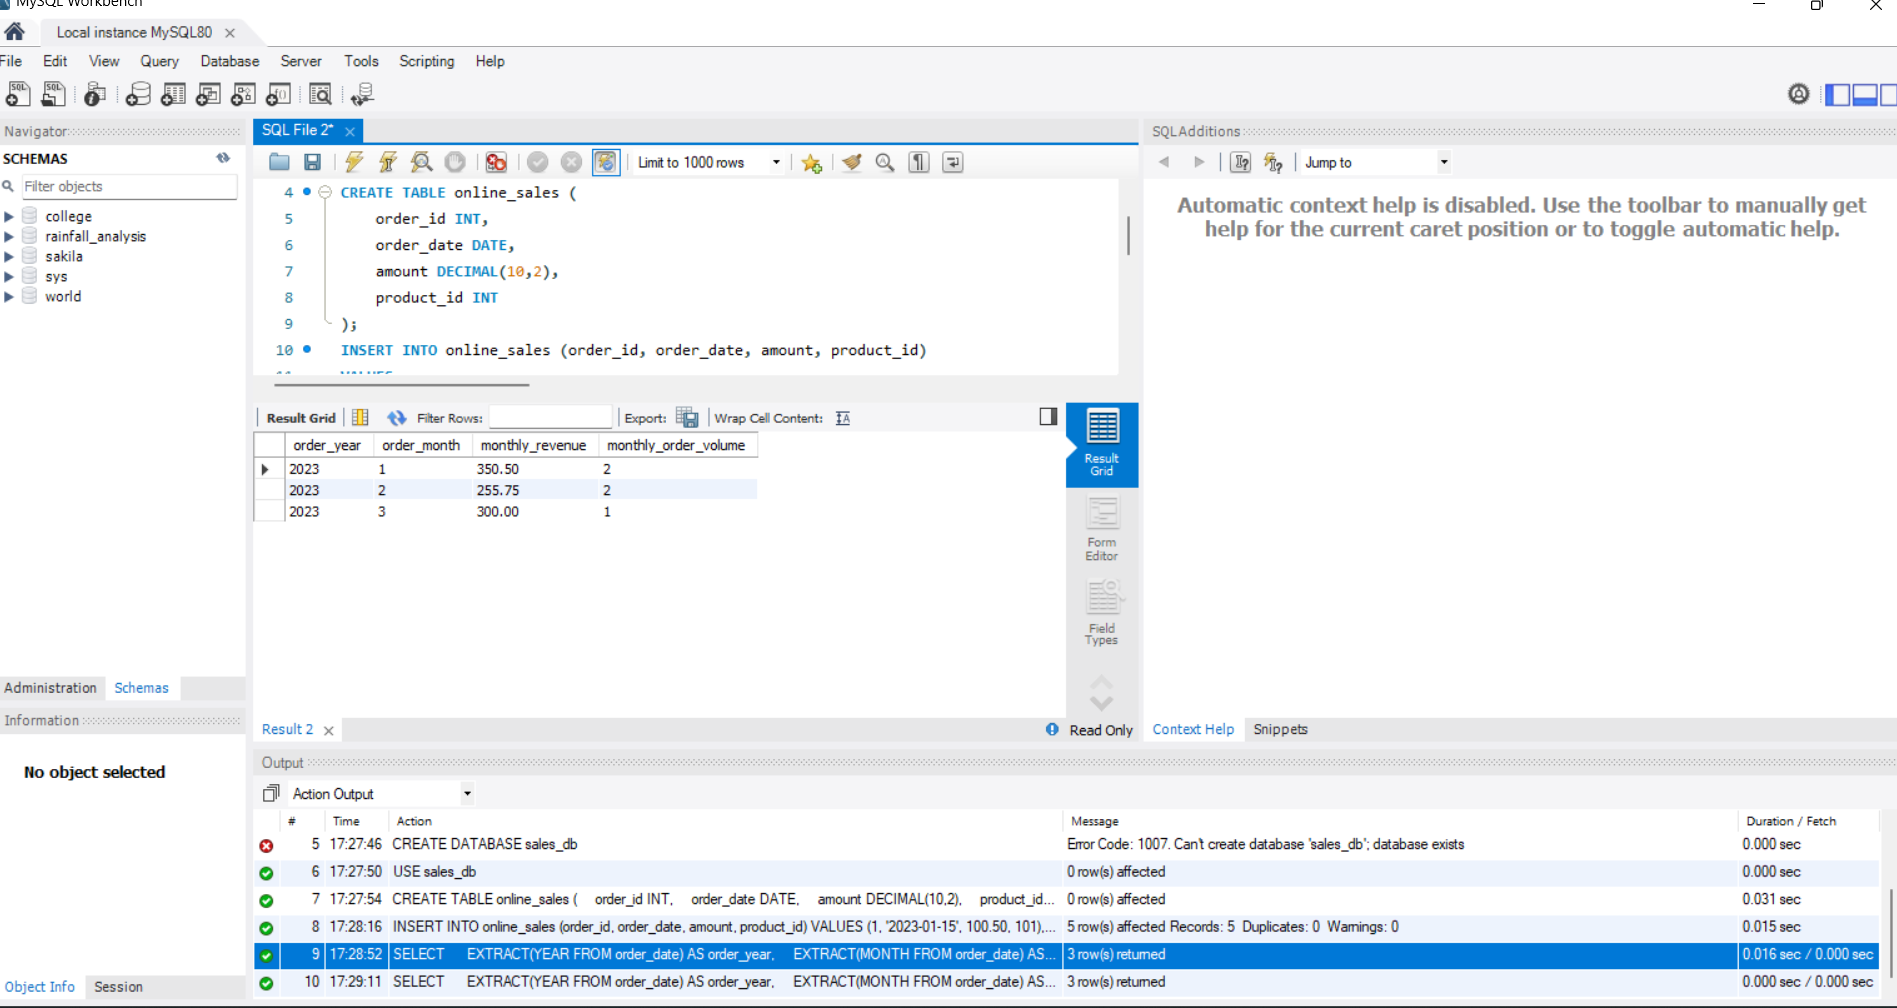 MySQL Workbench
Local instance MySQL80
File Edit View Query Database Server Tools Scripting Help
Navigator
SCHEMAS
Filter objects
college
rainfall_analysis
sakila
sys
world
Administration Schemas
Information
No object selected
Object Info Session
SQL File 2*
Limit to 1000 rows
4 CREATE TABLE online_sales (
5 order_id INT,
6 order_date DATE,
7 amount DECIMAL(10,2),
8 product_id INT
9 );
10 INSERT INTO online_sales (order_id, order_date, amount, product_id)
11 VALUES
Result Grid Filter Rows: Export: Wrap Cell Content:
order_year order_month monthly_revenue monthly_order_volume
2023 1 350.50 2
2023 2 255.75 2
2023 3 300.00 1
Result Grid
Form Editor
Field Types
Result 2 Read Only
SQLAdditions
Jump to
Automatic context help is disabled. Use the toolbar to manually get
help for the current caret position or to toggle automatic help.
Context Help Snippets
Output
Action Output
# Time Action Message Duration / Fetch
5 17:27:46 CREATE DATABASE sales_db Error Code: 1007. Can't create database 'sales_db'; database exists 0.000 sec
6 17:27:50 USE sales_db 0 row(s) affected 0.000 sec
7 17:27:54 CREATE TABLE online_sales ( order_id INT, order_date DATE, amount DECIMAL(10,2), product_id... 0 row(s) affected 0.031 sec
8 17:28:16 INSERT INTO online_sales (order_id, order_date, amount, product_id) VALUES (1, '2023-01-15', 100.50, 101),... 5 row(s) affected Records: 5 Duplicates: 0 Warnings: 0 0.015 sec
9 17:28:52 SELECT EXTRACT(YEAR FROM order_date) AS order_year, EXTRACT(MONTH FROM order_date) AS... 3 row(s) returned 0.016 sec / 0.000 sec
10 17:29:11 SELECT EXTRACT(YEAR FROM order_date) AS order_year, EXTRACT(MONTH FROM order_date) AS... 3 row(s) returned 0.000 sec / 0.000 sec